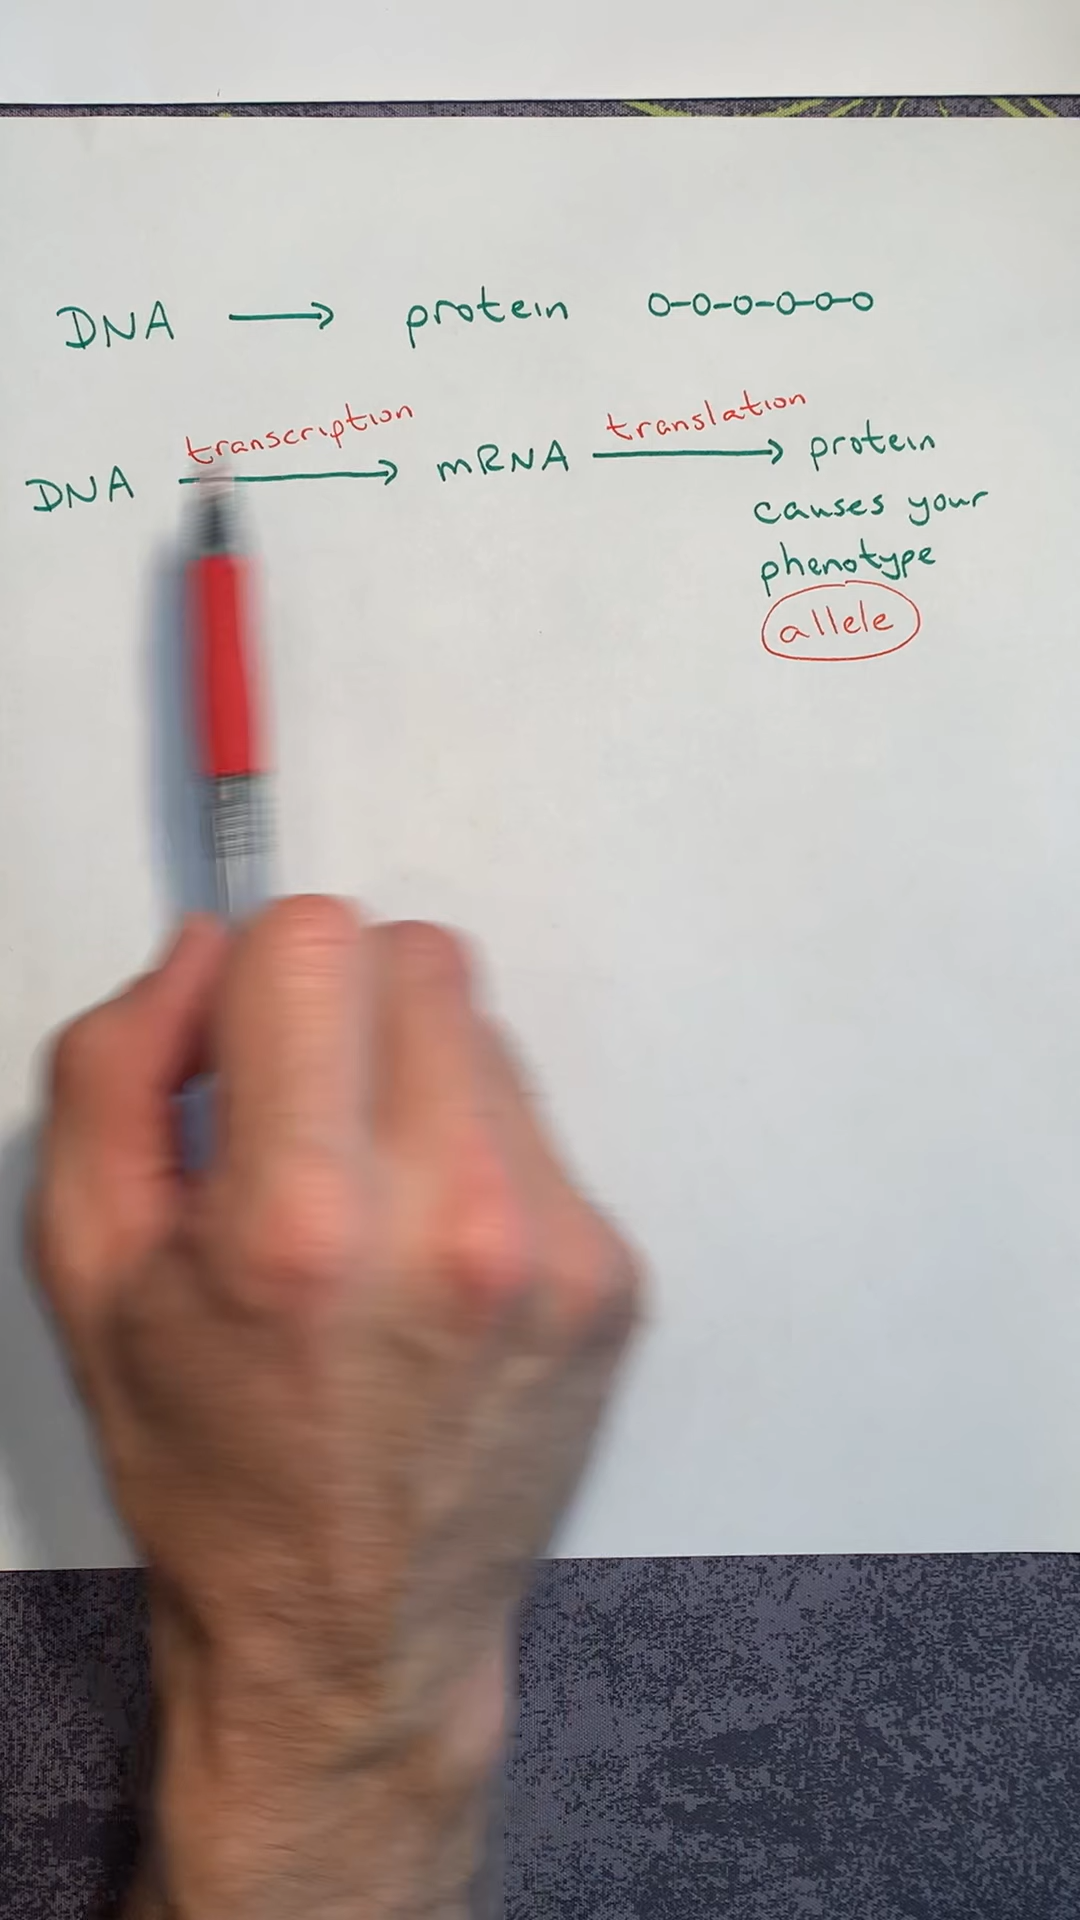 DNA → protein o-o-o-o-o-o
transcription translation
DNA → mRNA → protein
causes your
phenotype
allele